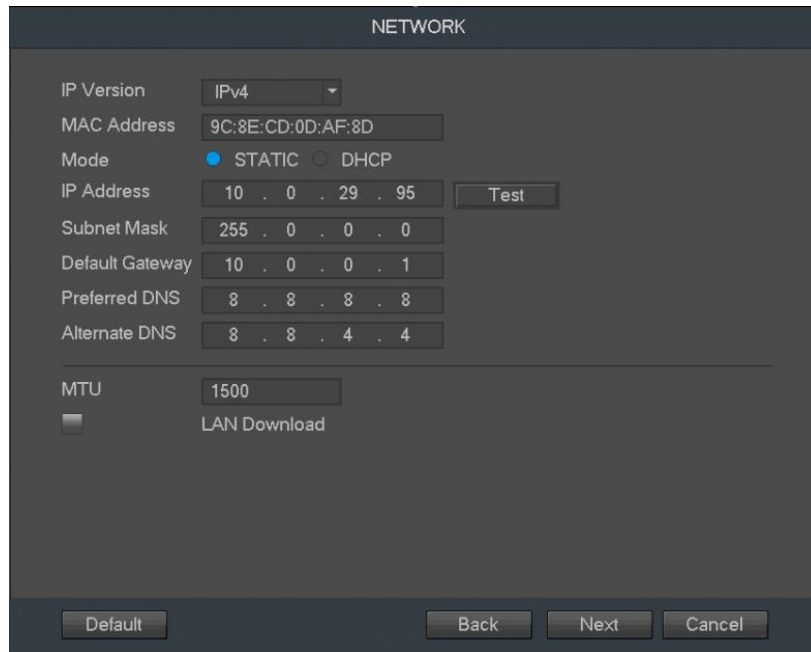 NETWORK
IP Version IPv4
MAC Address 9C:8E:CD:0D:AF:8D
Mode STATIC DHCP
IP Address 10 . 0 . 29 . 95 Test
Subnet Mask 255 . 0 . 0 . 0
Default Gateway 10 . 0 . 0 . 1
Preferred DNS 8 . 8 . 8 . 8
Alternate DNS 8 . 8 . 4 . 4
MTU 1500
LAN Download
Default Back Next Cancel